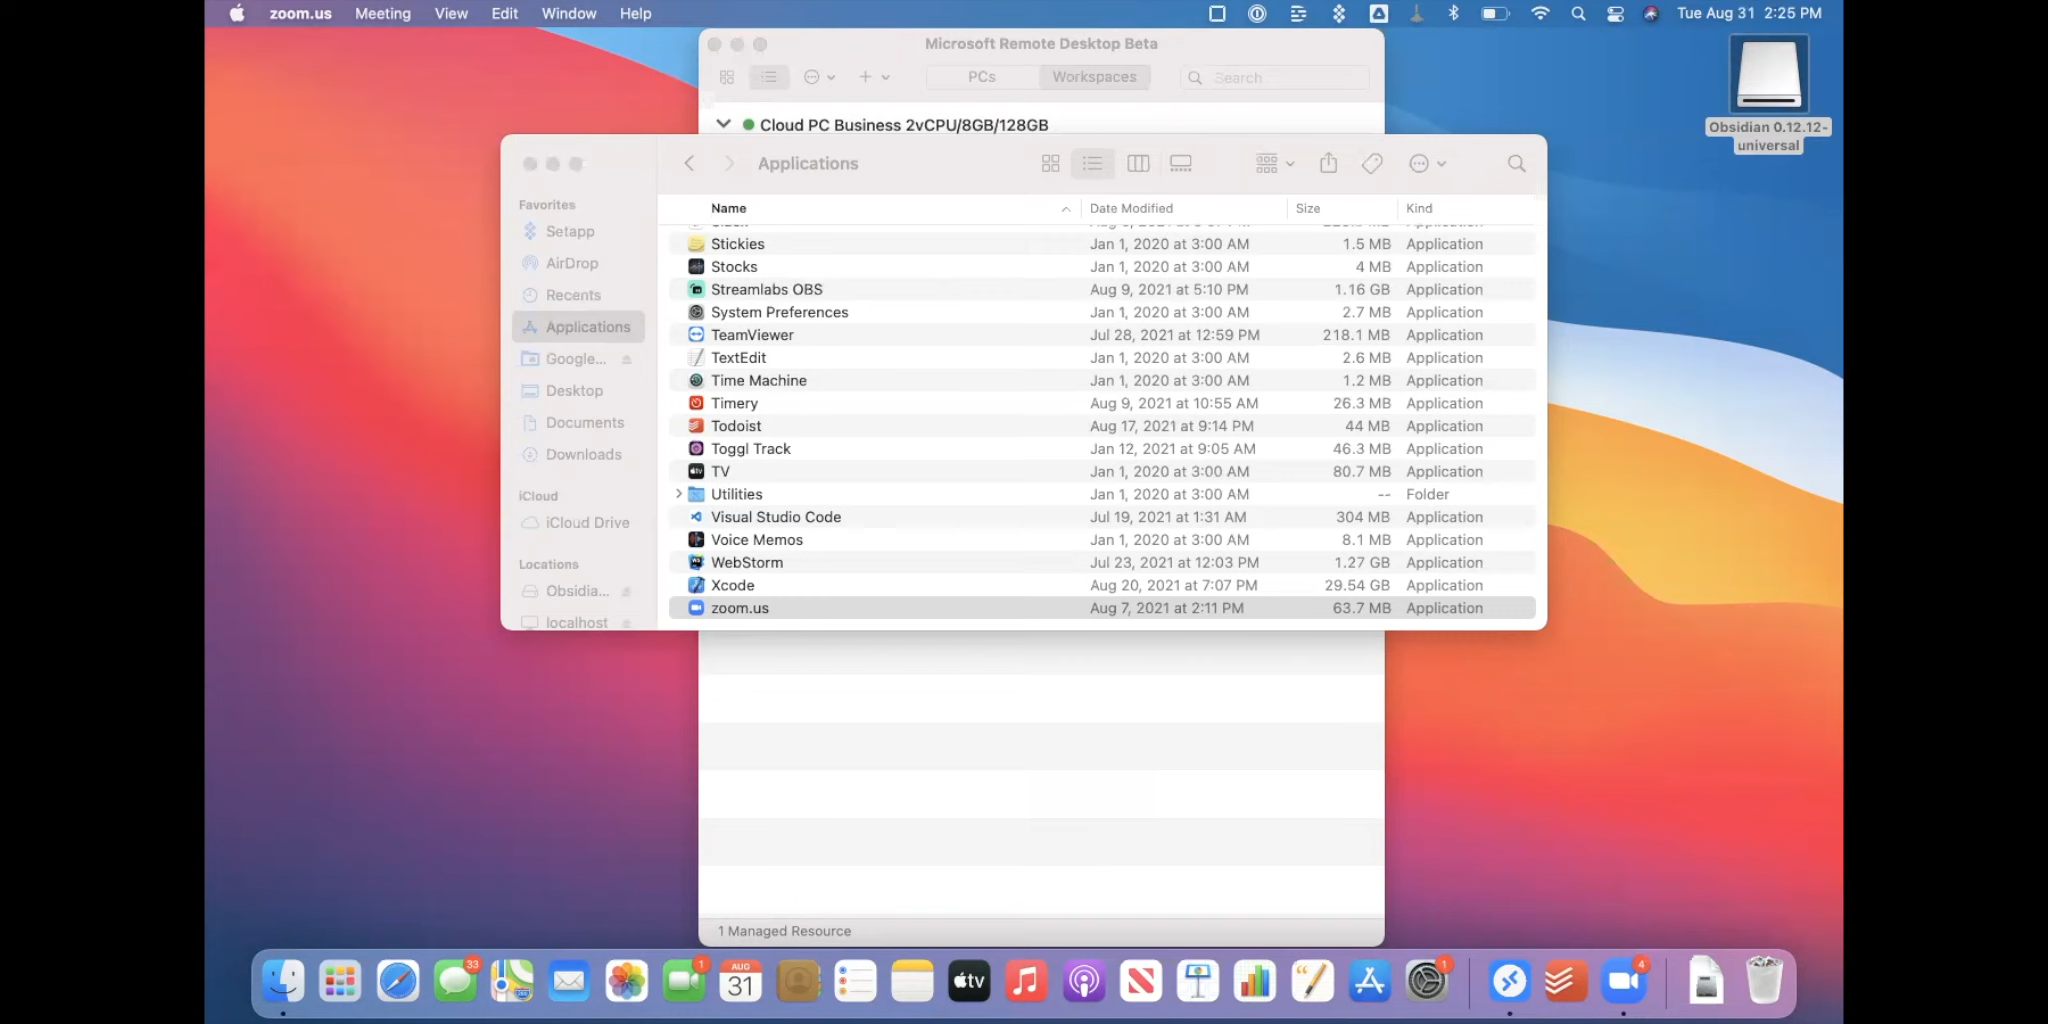 zoom.us Meeting View Edit Window Help Tue Aug 31 2:25 PM
Microsoft Remote Desktop Beta
PCs Workspaces Search
Cloud PC Business 2vCPU/8GB/128GB
Obsidian 0.12.12-
universal
Applications
Favorites
Setapp
AirDrop
Recents
Applications
Google...
Desktop
Documents
Downloads
iCloud
iCloud Drive
Locations
Obsidia...
localhost
Name Date Modified Size Kind
Stickies Jan 1, 2020 at 3:00 AM 1.5 MB Application
Stocks Jan 1, 2020 at 3:00 AM 4 MB Application
Streamlabs OBS Aug 9, 2021 at 5:10 PM 1.16 GB Application
System Preferences Jan 1, 2020 at 3:00 AM 2.7 MB Application
TeamViewer Jul 28, 2021 at 12:59 PM 218.1 MB Application
TextEdit Jan 1, 2020 at 3:00 AM 2.6 MB Application
Time Machine Jan 1, 2020 at 3:00 AM 1.2 MB Application
Timery Aug 9, 2021 at 10:55 AM 26.3 MB Application
Todoist Aug 17, 2021 at 9:14 PM 44 MB Application
Toggl Track Jan 12, 2021 at 9:05 AM 46.3 MB Application
TV Jan 1, 2020 at 3:00 AM 80.7 MB Application
Utilities Jan 1, 2020 at 3:00 AM -- Folder
Visual Studio Code Jul 19, 2021 at 1:31 AM 304 MB Application
Voice Memos Jan 1, 2020 at 3:00 AM 8.1 MB Application
WebStorm Jul 23, 2021 at 12:03 PM 1.27 GB Application
Xcode Aug 20, 2021 at 7:07 PM 29.54 GB Application
zoom.us Aug 7, 2021 at 2:11 PM 63.7 MB Application
1 Managed Resource
33
1
AUG
31
tv
1
4